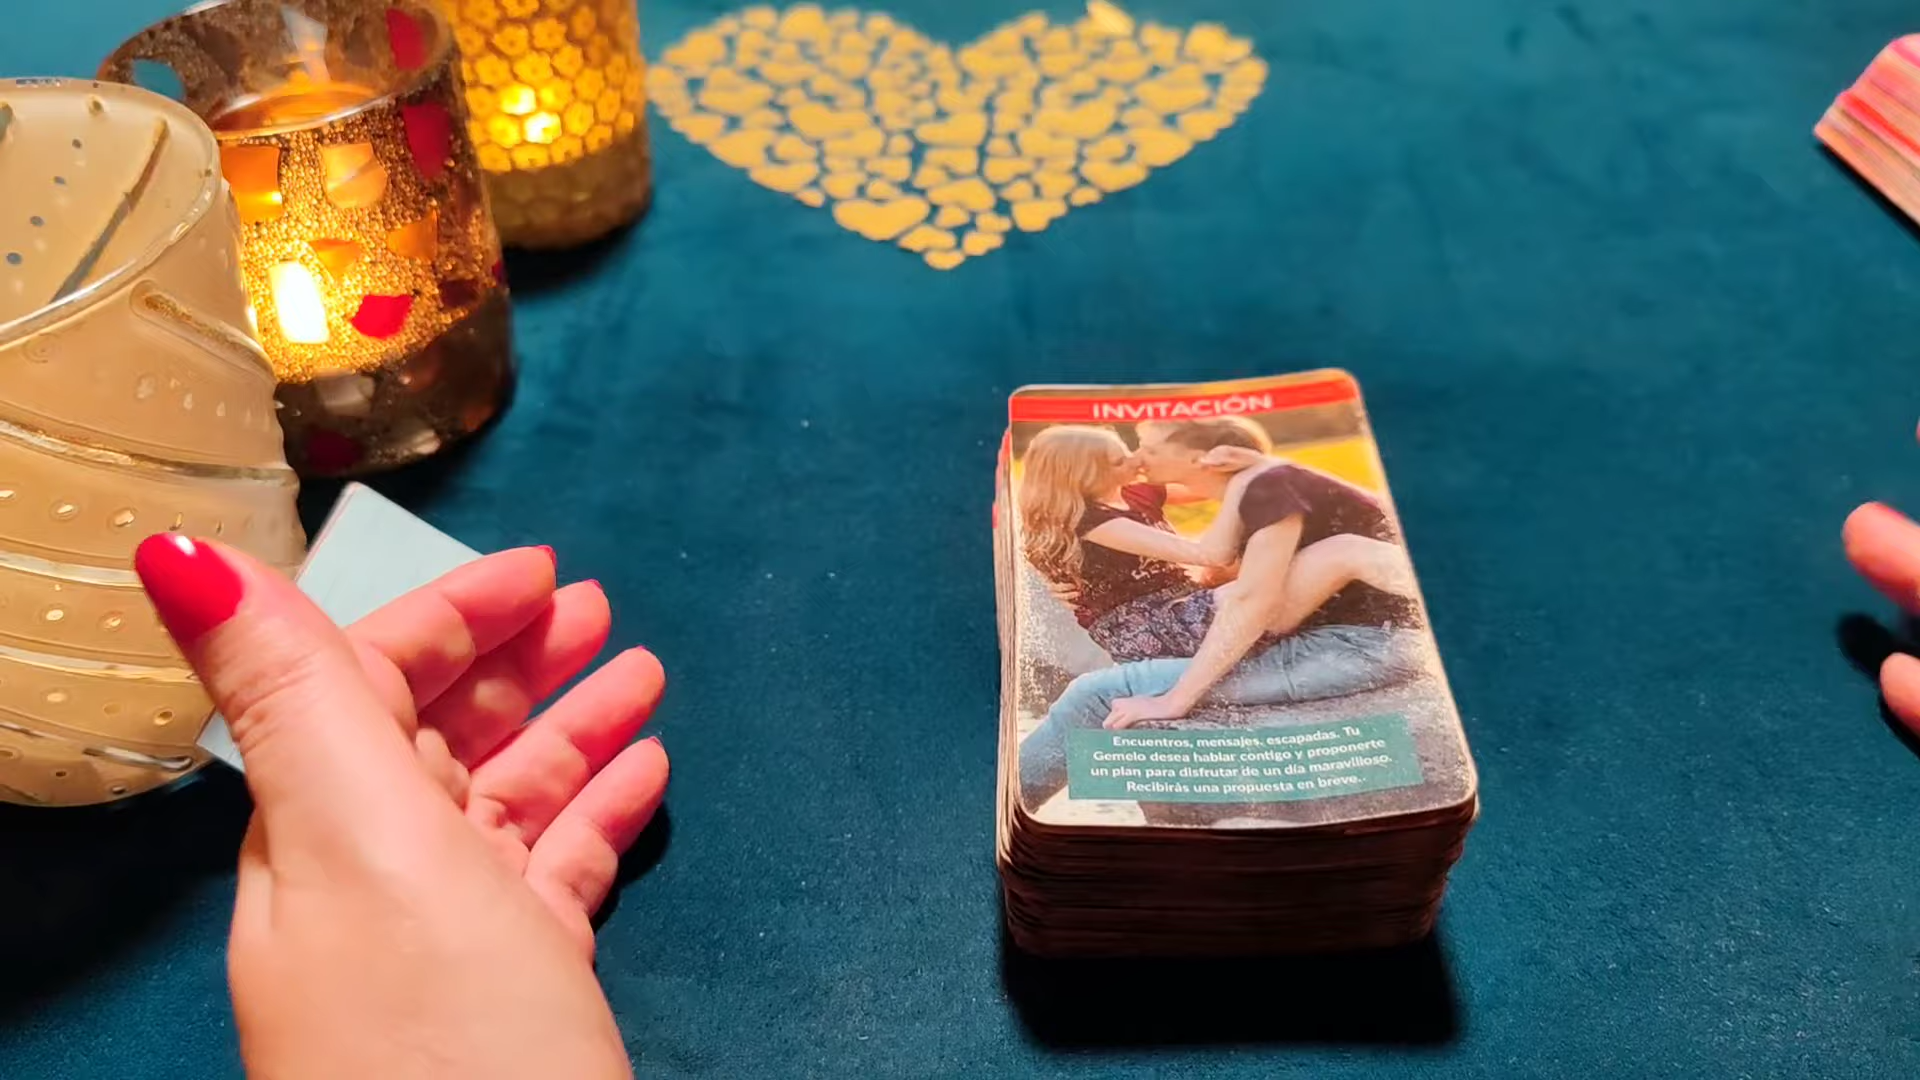 INVITACIÓN
Encuentros, mensajes, escapadas. Tu
Gemelo desea hablar contigo y proponerte
un plan para disfrutar de un día maravilloso.
Recibirás una propuesta en breve..